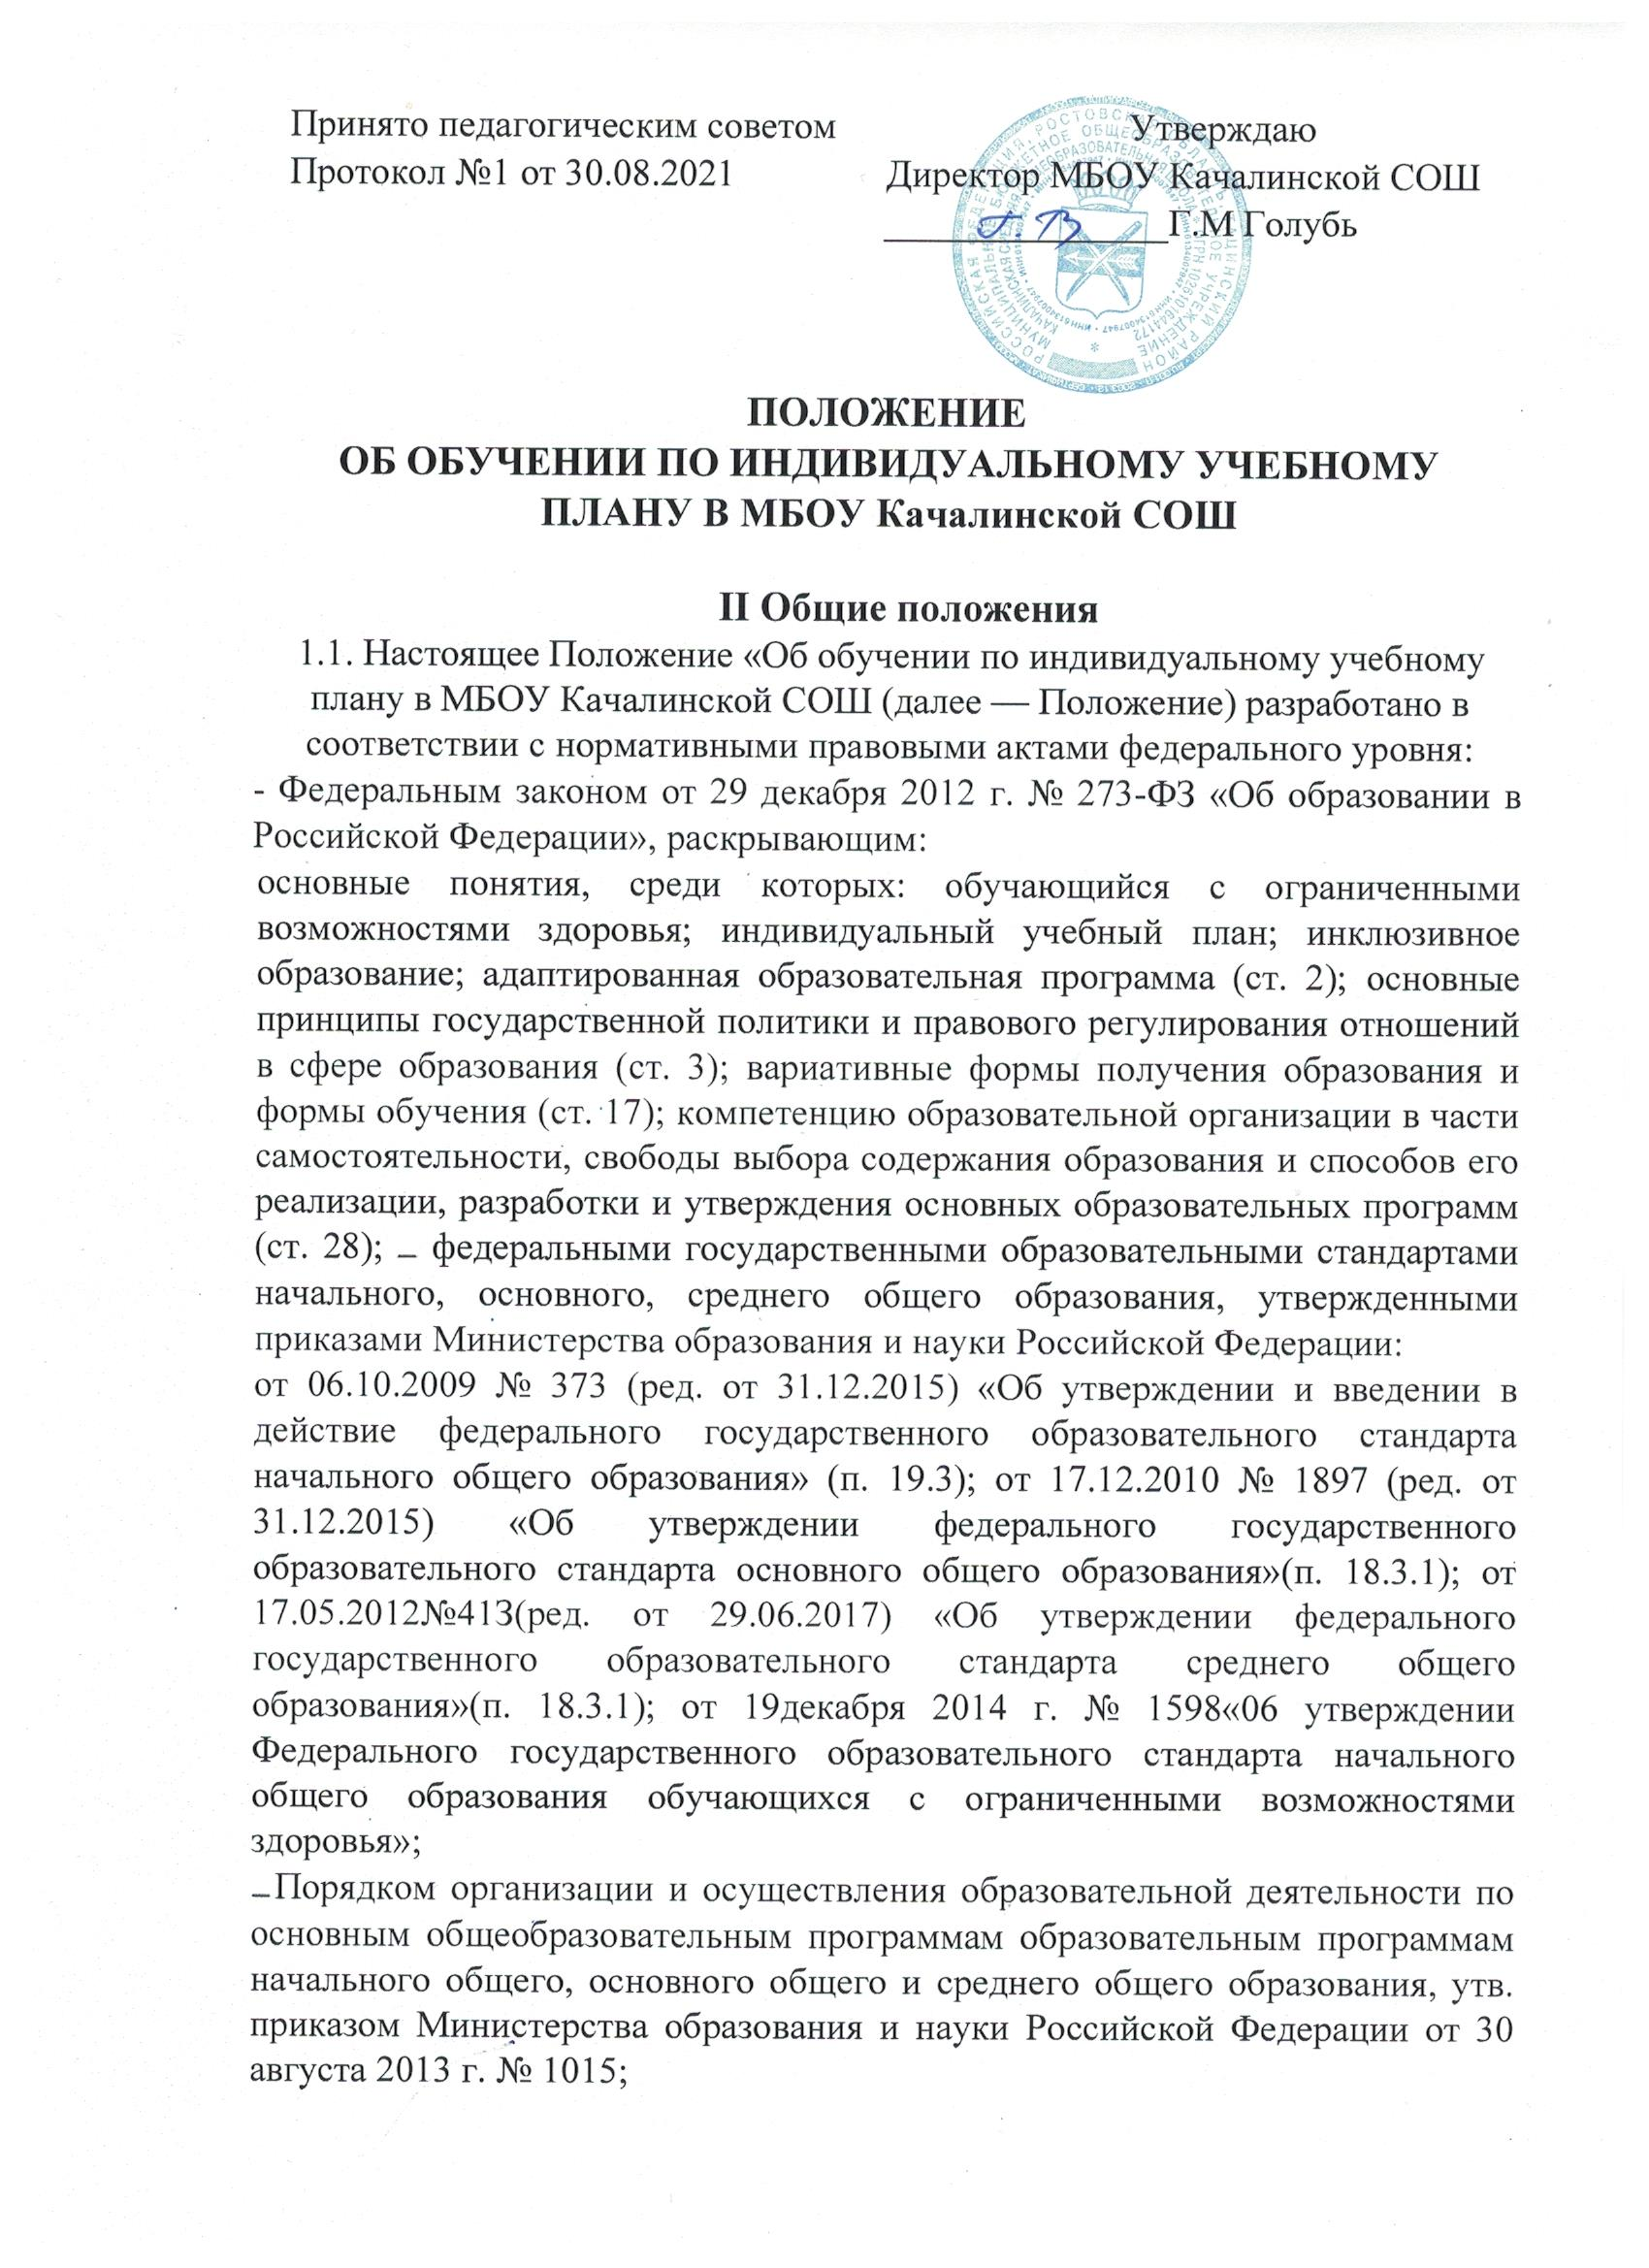 Принято педагогическим советом Утверждаю
Протокол №1 от 30.08.2021 Директор МБОУ Качалинской СОШ
Г.М Голубь
ПОЛОЖЕНИЕ
ОБ ОБУЧЕНИИ ПО ИНДИВИДУАЛЬНОМУ УЧЕБНОМУ
ПЛАНУ В МБОУ Качалинской СОШ
II Общие положения
1.1. Настоящее Положение «Об обучении по индивидуальному учебному
плану в МБОУ Качалинской СОШ (далее — Положение) разработано в
соответствии с нормативными правовыми актами федерального уровня:
- Федеральным законом от 29 декабря 2012 г. № 273-ФЗ «Об образовании в
Российской Федерации», раскрывающим:
основные понятия, среди которых: обучающийся с ограниченными
возможностями здоровья; индивидуальный учебный план; инклюзивное
образование; адаптированная образовательная программа (ст. 2); основные
принципы государственной политики и правового регулирования отношений
в сфере образования (ст. 3); вариативные формы получения образования и
формы обучения (ст. 17); компетенцию образовательной организации в части
самостоятельности, свободы выбора содержания образования и способов его
реализации, разработки и утверждения основных образовательных программ
(ст. 28); – федеральными государственными образовательными стандартами
начального, основного, среднего общего образования, утвержденными
приказами Министерства образования и науки Российской Федерации:
от 06.10.2009 № 373 (ред. от 31.12.2015) «Об утверждении и введении в
действие федерального государственного образовательного стандарта
начального общего образования» (п. 19.3); от 17.12.2010 № 1897 (ред. от
31.12.2015) «Об утверждении федерального государственного
образовательного стандарта основного общего образования»(п. 18.3.1); от
17.05.2012№413(ред. от 29.06.2017) «Об утверждении федерального
государственного образовательного стандарта среднего общего
образования»(п. 18.3.1); от 19декабря 2014 г. № 1598«06 утверждении
Федерального государственного образовательного стандарта начального
общего образования обучающихся с ограниченными возможностями
здоровья»;
–Порядком организации и осуществления образовательной деятельности по
основным общеобразовательным программам образовательным программам
начального общего, основного общего и среднего общего образования, утв.
приказом Министерства образования и науки Российской Федерации от 30
августа 2013 г. № 1015;